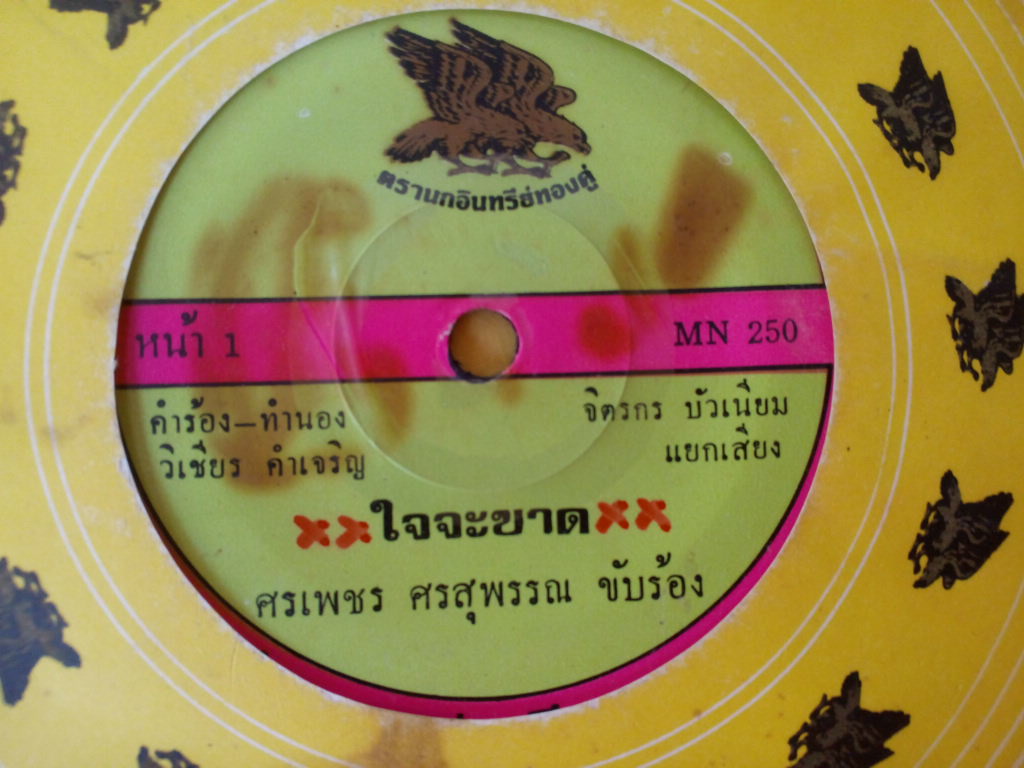 ตรานกอินทรีย์ทองคู่
หน้า 1
MN 250
คำร้อง—ทำนอง
วิเชียร คำเจริญ
จิตรกร บัวเนียม
แยกเสียง
××ใจจะขาด××
ศรเพชร ศรสุพรรณ ขับร้อง